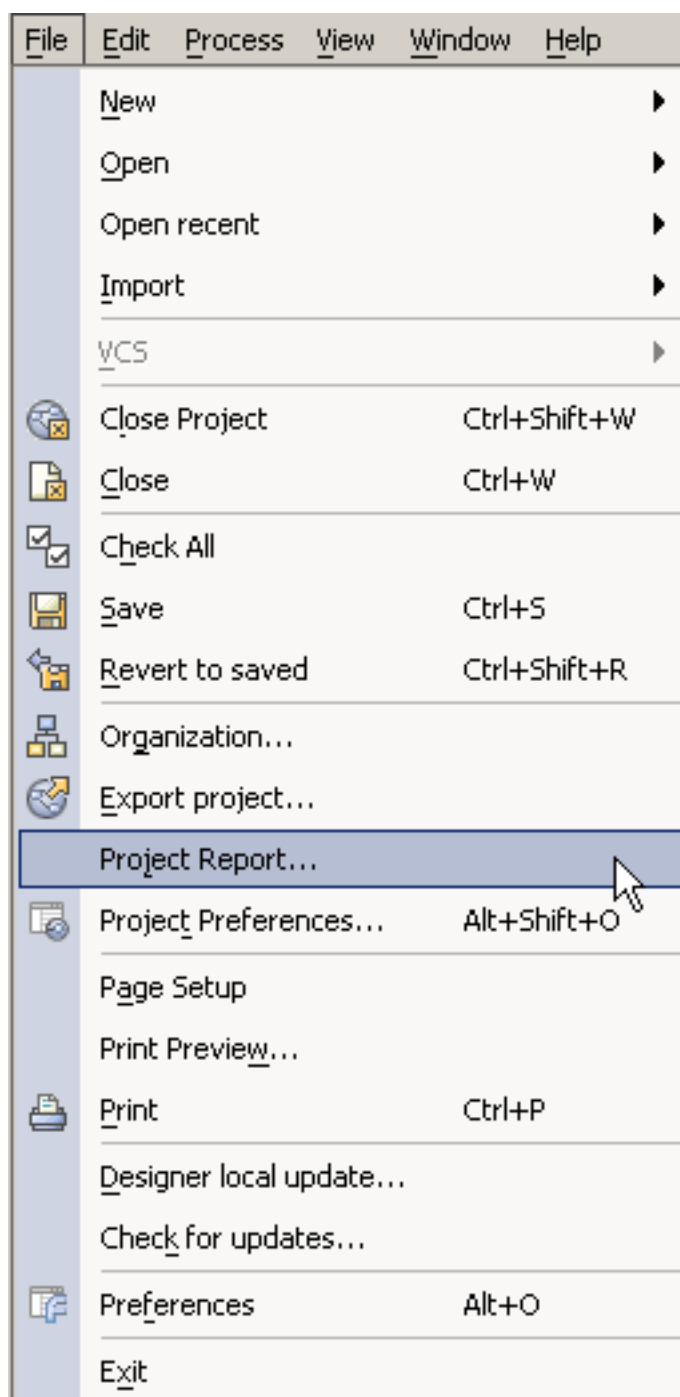 File Edit Process View Window Help
New
Open
Open recent
Import
VCS
Close Project Ctrl+Shift+W
Close Ctrl+W
Check All
Save Ctrl+S
Revert to saved Ctrl+Shift+R
Organization...
Export project...
Project Report...
Project Preferences... Alt+Shift+O
Page Setup
Print Preview...
Print Ctrl+P
Designer local update...
Check for updates...
Preferences Alt+O
Exit